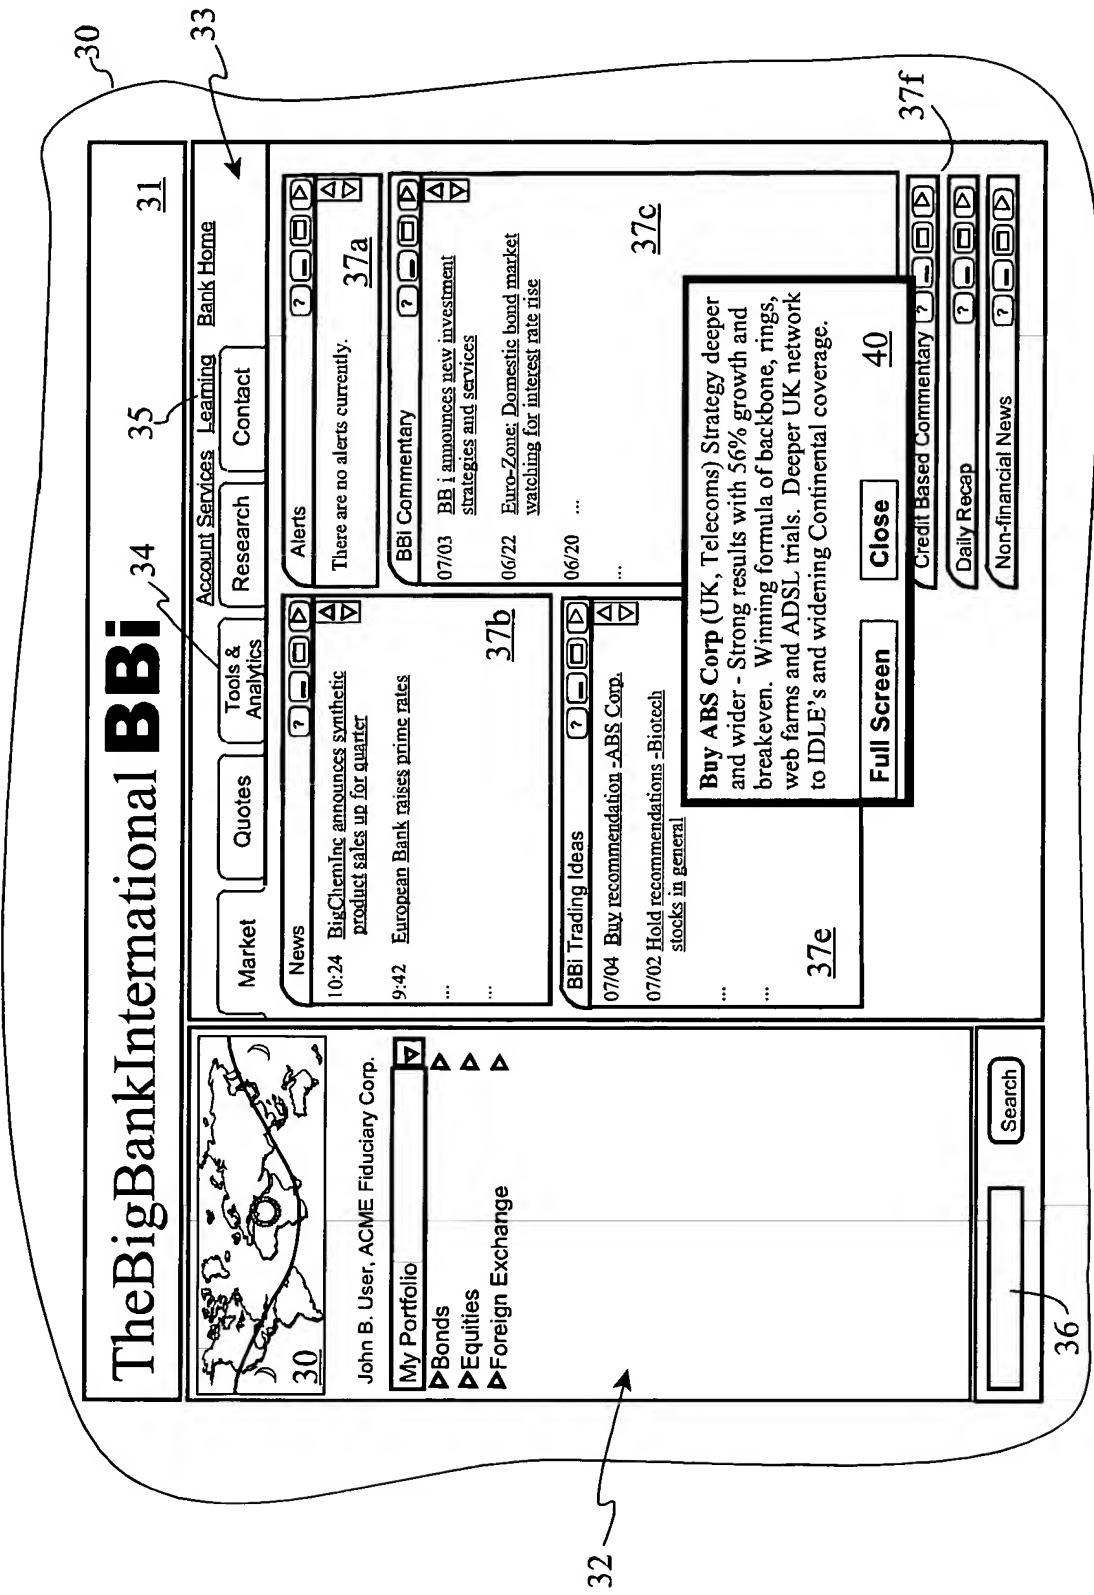 30
33
TheBigBankInternational BBi
31
34
35
Account Services Learning Bank Home
Market
Quotes
Tools &
Analytics
Research
Contact
30
John B. User, ACME Fiduciary Corp.
My Portfolio
Bonds
Equities
Foreign Exchange
32
Search
36
News
?
10:24 BigChemInc announces synthetic
product sales up for quarter
9:42 European Bank raises prime rates
...
...
37b
Alerts
?
There are no alerts currently.
37a
BBi Commentary
?
07/03 BB i announces new investment
strategies and services
06/22 Euro-Zone; Domestic bond market
watching for interest rate rise
06/20 ...
...
37c
BBi Trading Ideas
?
07/04 Buy recommendation -ABS Corp.
07/02 Hold recommendations -Biotech
stocks in general
...
...
37e
Buy ABS Corp (UK, Telecoms) Strategy deeper
and wider - Strong results with 56% growth and
breakeven. Winning formula of backbone, rings,
web farms and ADSL trials. Deeper UK network
to IDLE's and widening Continental coverage.
Full Screen
Close
40
Credit Based Commentary ?
37f
Daily Recap ?
Non-financial News ?